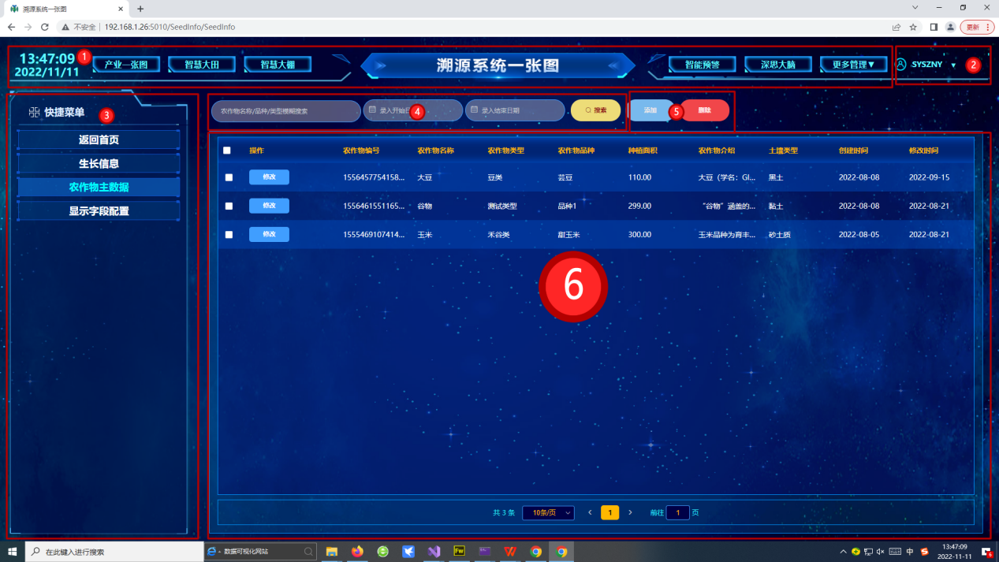 溯源系统一张图
不安全 192.168.1.26:5010/SeedInfo/SeedInfo
更新
13:47:09
2022/11/11
1
产业一张图
智慧大田
智慧大棚
溯源系统一张图
智能预警
深思大脑
更多管理▼
SYSZNY ▼
2
快捷菜单
3
返回首页
生长信息
农作物主数据
显示字段配置
农作物名称/品种/类型模糊搜索
录入开始日
4
录入结束日期
搜索
添加
5
删除
操作 农作物编号 农作物名称 农作物类型 农作物品种 种植面积 农作物介绍 土壤类型 创建时间 修改时间
修改 1556457754158... 大豆 豆类 芸豆 110.00 大豆（学名：Gl... 黑土 2022-08-08 2022-09-15
修改 1556461551165... 谷物 测试类型 品种1 299.00 “谷物”涵盖的... 黏土 2022-08-08 2022-08-21
修改 1555469107414... 玉米 禾谷类 甜玉米 300.00 玉米品种为育丰... 砂土质 2022-08-05 2022-08-21
6
共 3 条 10条/页 1 前往 1 页
在此键入进行搜索
数据可视化网站
Fw
中
13:47:09
2022-11-11
6